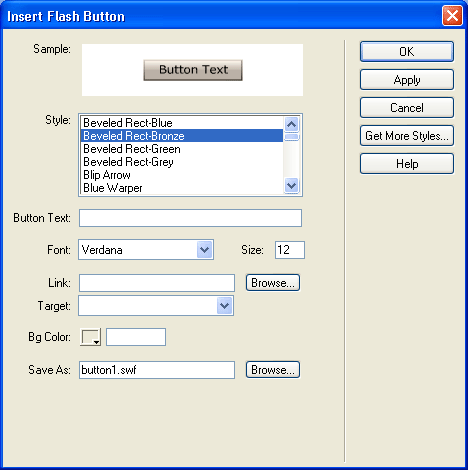 Insert Flash Button
Sample:
Button Text
Style:
Beveled Rect-Blue
Beveled Rect-Bronze
Beveled Rect-Green
Beveled Rect-Grey
Blip Arrow
Blue Warper
Button Text:
Font: Verdana Size: 12
Link: Browse...
Target:
Bg Color:
Save As: button1.swf Browse...
OK
Apply
Cancel
Get More Styles...
Help